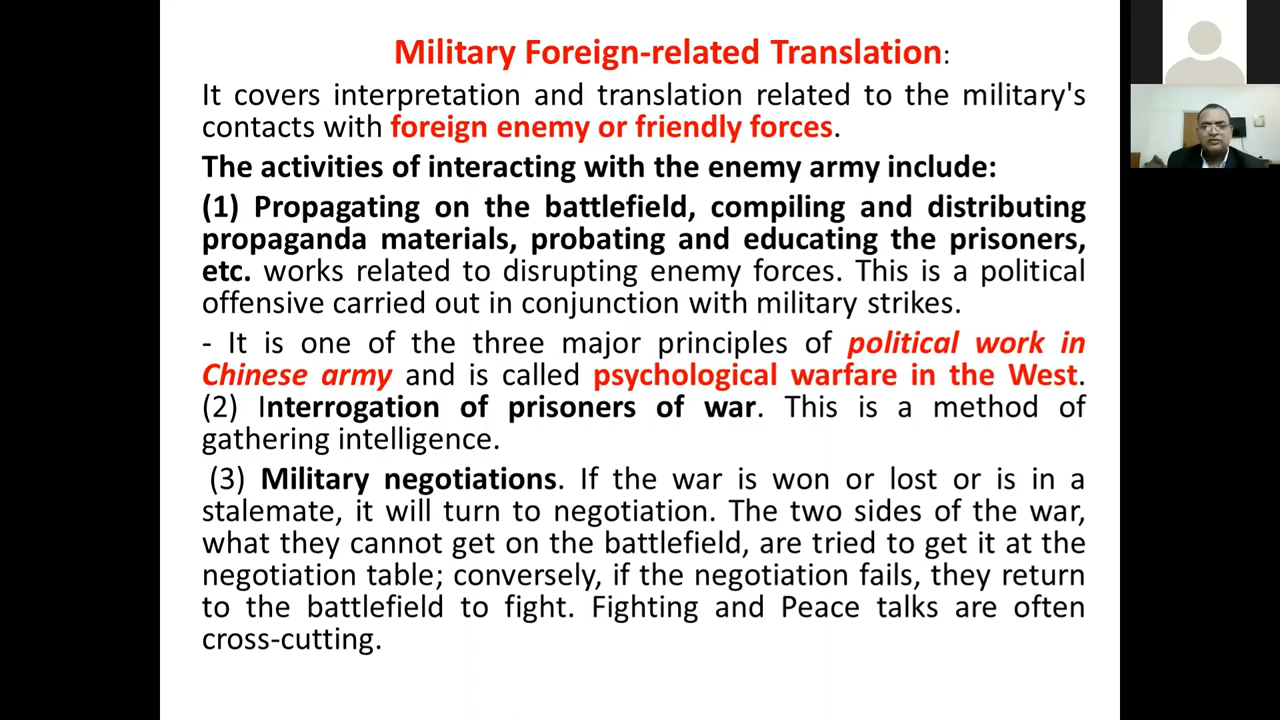 Military Foreign-related Translation:
It covers interpretation and translation related to the military's
contacts with foreign enemy or friendly forces.
The activities of interacting with the enemy army include:
(1) Propagating on the battlefield, compiling and distributing
propaganda materials, probating and educating the prisoners,
etc. works related to disrupting enemy forces. This is a political
offensive carried out in conjunction with military strikes.
- It is one of the three major principles of political work in
Chinese army and is called psychological warfare in the West.
(2) Interrogation of prisoners of war. This is a method of
gathering intelligence.
(3) Military negotiations. If the war is won or lost or is in a
stalemate, it will turn to negotiation. The two sides of the war,
what they cannot get on the battlefield, are tried to get it at the
negotiation table; conversely, if the negotiation fails, they return
to the battlefield to fight. Fighting and Peace talks are often
cross-cutting.